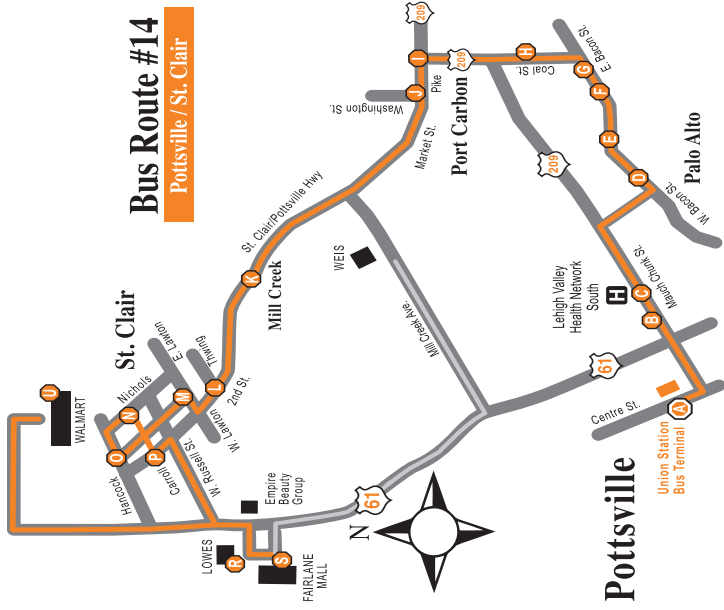 Bus Route #14
Pottsville / St. Clair
209
I
209
H
E. Bacon St.
Coal St.
G
F
J
Pike
Washington St.
Market St.
Port Carbon
E
D
Palo Alto
W. Bacon St.
209
St. Clair/Pottsville Hwy
WEIS
K
Mill Creek
Mill Creek Ave.
Lehigh Valley
Health Network
South
H
C
B
Mauch Chunk St.
61
Centre St.
A
Union Station
Bus Terminal
Pottsville
St. Clair
E. Lawton
Thwing
L
2nd St.
W. Lawton
M
Nichols
N
O
P
Hancock
Carroll
W. Russell St.
U
WALMART
Empire
Beauty
Group
61
N
LOWES
R
S
FAIRLANE
MALL